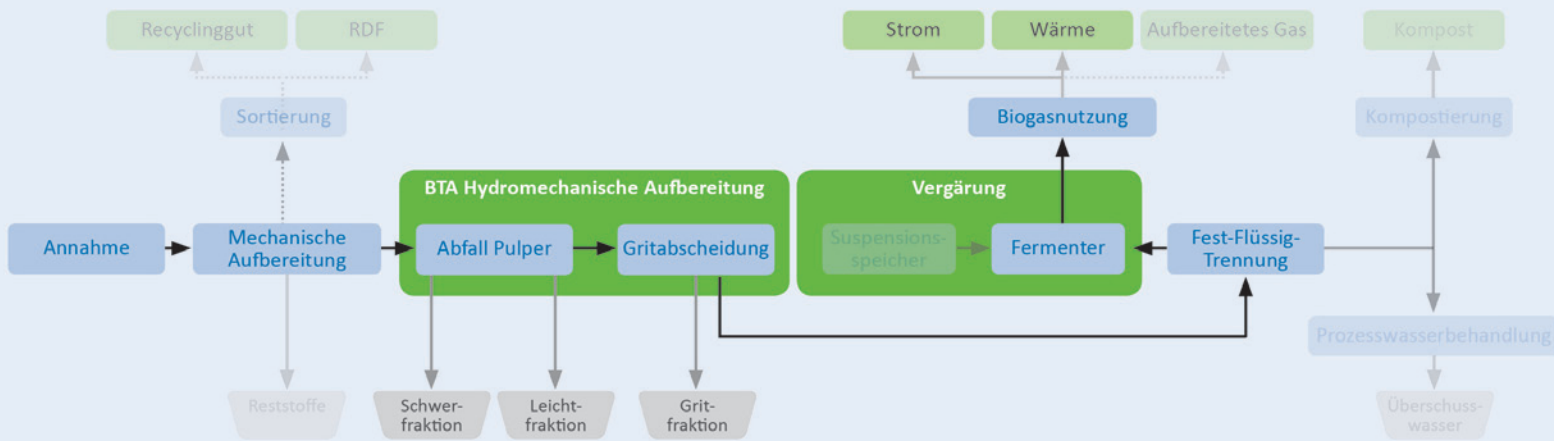 Recyclinggut
RDF
Strom
Wärme
Aufbereitetes Gas
Kompost
Sortierung
Biogasnutzung
Kompostierung
BTA Hydromechanische Aufbereitung
Vergärung
Annahme
Mechanische
Aufbereitung
Abfall Pulper
Gritabscheidung
Suspensions-
speicher
Fermenter
Fest-Flüssig-
Trennung
Prozesswasserbehandlung
Reststoffe
Schwer-
fraktion
Leicht-
fraktion
Grit-
fraktion
Überschuss-
wasser